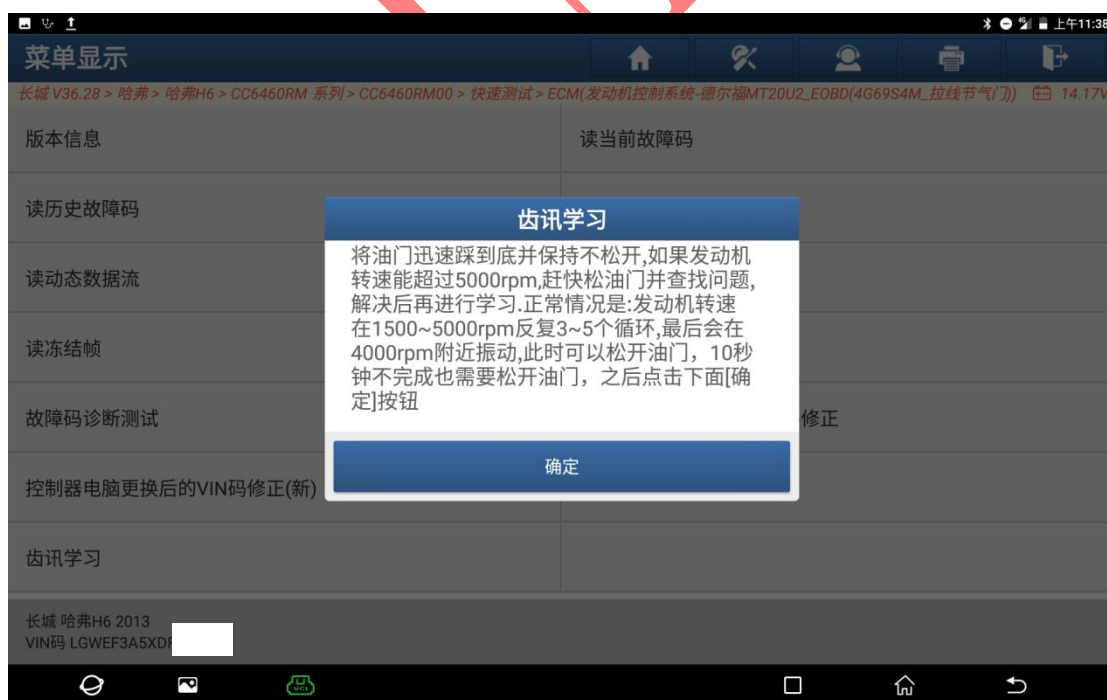 上午11:38
菜单显示
长城 V36.28 > 哈弗 > 哈弗H6 > CC6460RM 系列 > CC6460RM00 > 快速测试 > ECM(发动机控制系统-德尔福MT20U2_EOBD(4G69S4M_拉线节气门)) 14.17V
版本信息
读当前故障码
读历史故障码
齿讯学习
将油门迅速踩到底并保持不松开,如果发动机
转速能超过5000rpm,赶快松油门并查找问题,
解决后再进行学习.正常情况是:发动机转速
在1500~5000rpm反复3~5个循环,最后会在
4000rpm附近振动,此时可以松开油门，10秒
钟不完成也需要松开油门，之后点击下面[确
定]按钮
确定
读动态数据流
读冻结帧
故障码诊断测试
修正
控制器电脑更换后的VIN码修正(新)
齿讯学习
长城 哈弗H6 2013
VIN码 LGWEF3A5XD
VCI